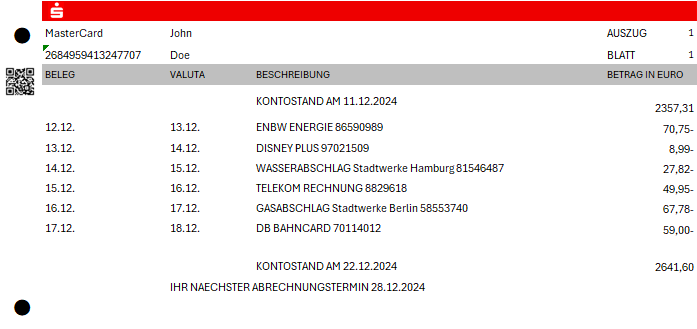 MasterCard John AUSZUG 1
2684959413247707 Doe BLATT 1
BELEG VALUTA BESCHREIBUNG BETRAG IN EURO
KONTOSTAND AM 11.12.2024 2357,31
12.12. 13.12. ENBW ENERGIE 86590989 70,75-
13.12. 14.12. DISNEY PLUS 97021509 8,99-
14.12. 15.12. WASSERABSCHLAG Stadtwerke Hamburg 81546487 27,82-
15.12. 16.12. TELEKOM RECHNUNG 8829618 49,95-
16.12. 17.12. GASABSCHLAG Stadtwerke Berlin 58553740 67,78-
17.12. 18.12. DB BAHNCARD 70114012 59,00-
KONTOSTAND AM 22.12.2024 2641,60
IHR NAECHSTER ABRECHNUNGSTERMIN 28.12.2024